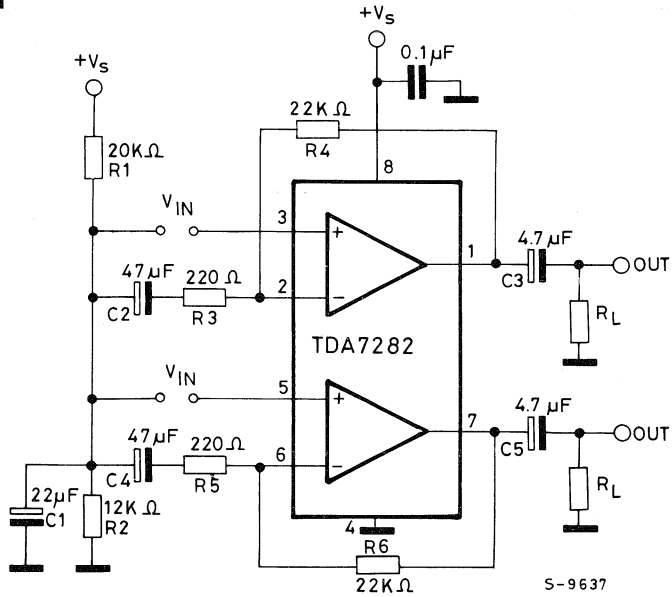 +VS
+VS
0.1µF
22KΩ
R4
8
20KΩ
R1
VIN
3
+
1
4.7µF
OUT
C3
47µF
220Ω
2
−
C2
R3
RL
TDA7282
VIN
5
+
7
4.7µF
OUT
C5
47µF
220Ω
6
−
C4
R5
RL
22µF
C1
12KΩ
R2
4
R6
22KΩ
S-9637